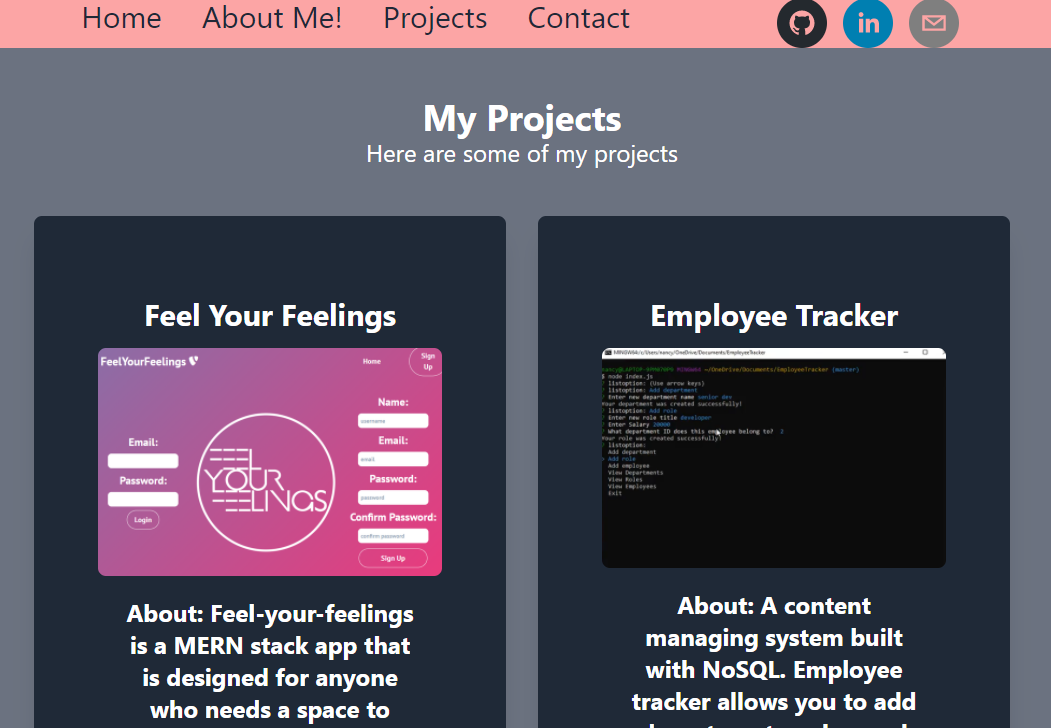 Home About Me! Projects Contact
in
My Projects
Here are some of my projects
Feel Your Feelings
FeelYourFeelings Home Sign Up
Name:
username
Email:
Email:
email
Password:
Password:
password
Confirm Password:
confirm password
Login
Sign Up
EEL
YOUR
EELINGS
About: Feel-your-feelings
is a MERN stack app that
is designed for anyone
who needs a space to
Employee Tracker
MINGW64:/c/Users/nancy/OneDrive/Documents/EmployeeTracker
MINGW64 ~/OneDrive/Documents/EmployeeTracker (master)
$ node index.js
? listoption: (Use arrow keys)
? listoption: Add department
? Enter new department name senior dev
Your department was created successfully!
? listoption: Add role
? Enter new role title developer
? Enter Salary 20000
? What department ID does this employee belong to? 2
Your role was created successfully!
? listoption:
Add department
> Add role
Add employee
View Departments
View Roles
View Employees
Exit
About: A content
managing system built
with NoSQL. Employee
tracker allows you to add